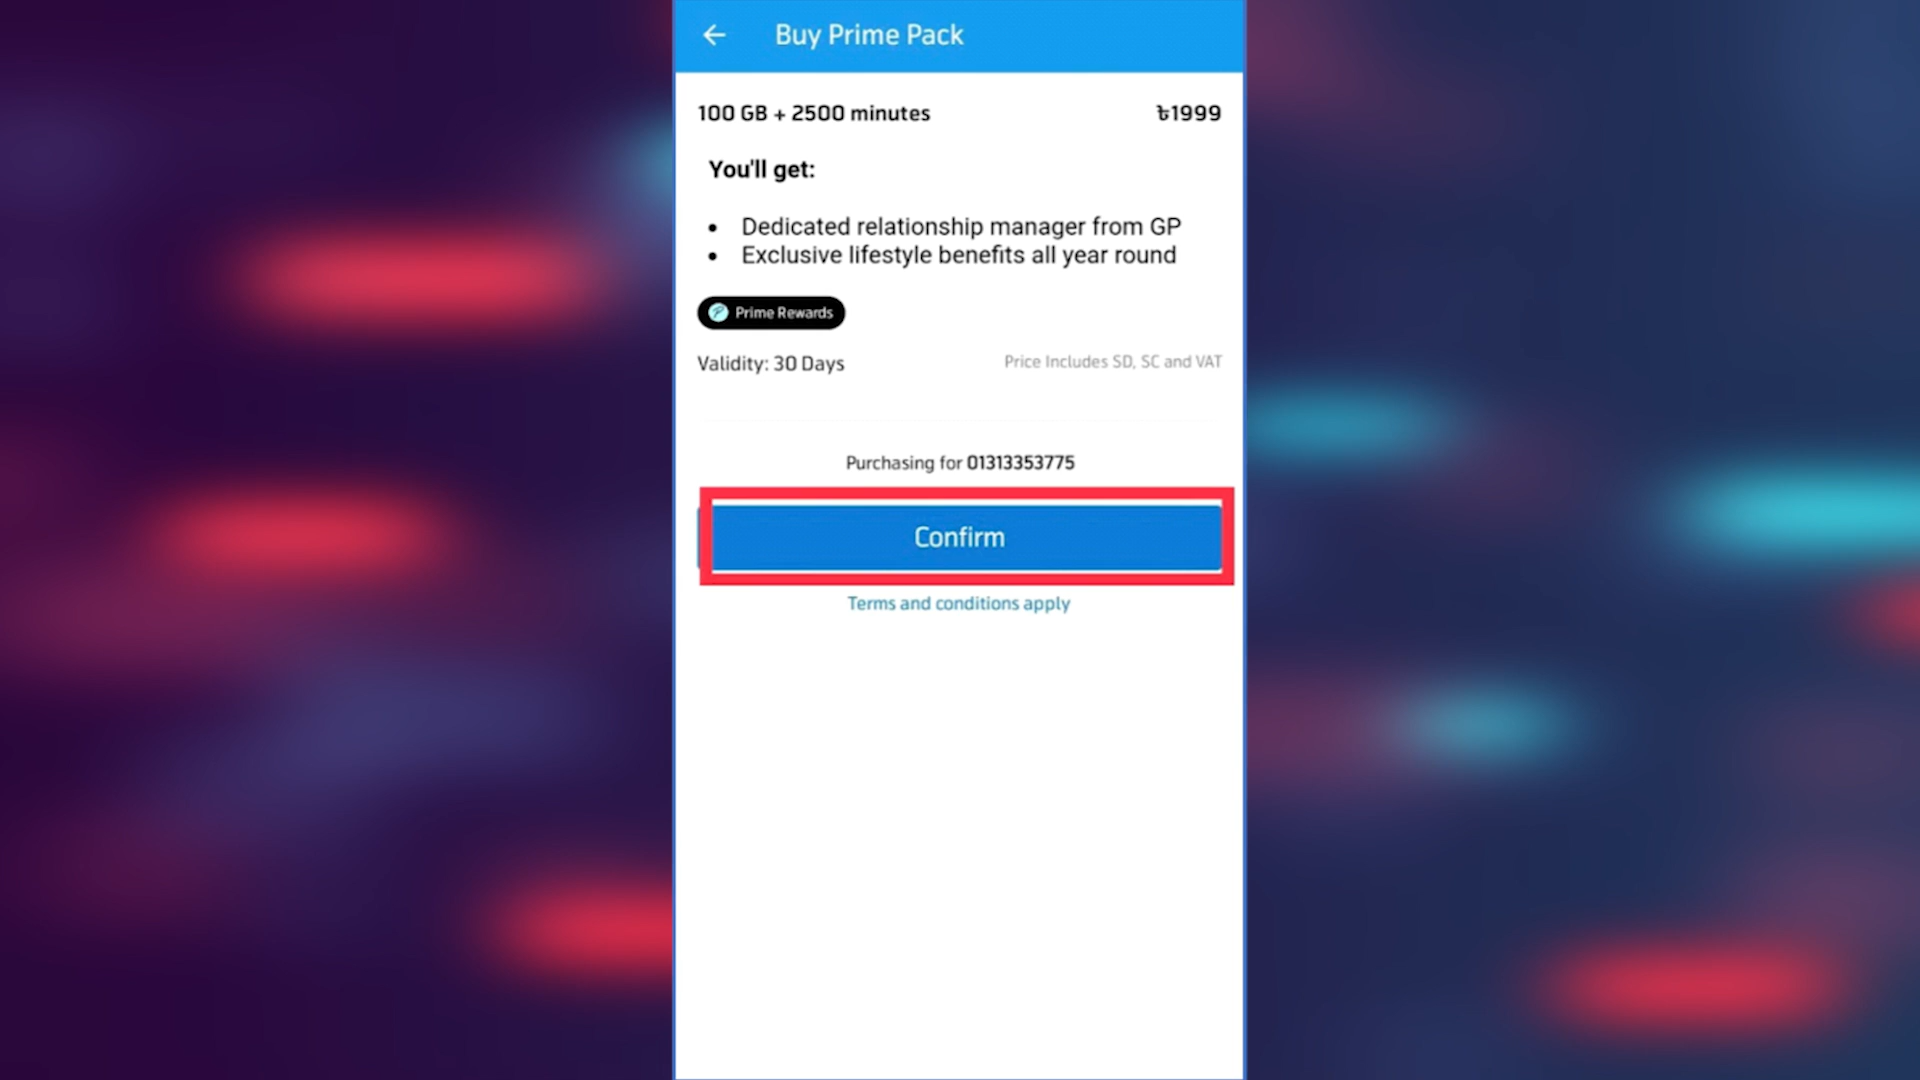 Buy Prime Pack
100 GB + 2500 minutes ৳1999
You'll get:
• Dedicated relationship manager from GP
• Exclusive lifestyle benefits all year round
Prime Rewards
Validity: 30 Days Price Includes SD, SC and VAT
Purchasing for 01313353775
Confirm
Terms and conditions apply